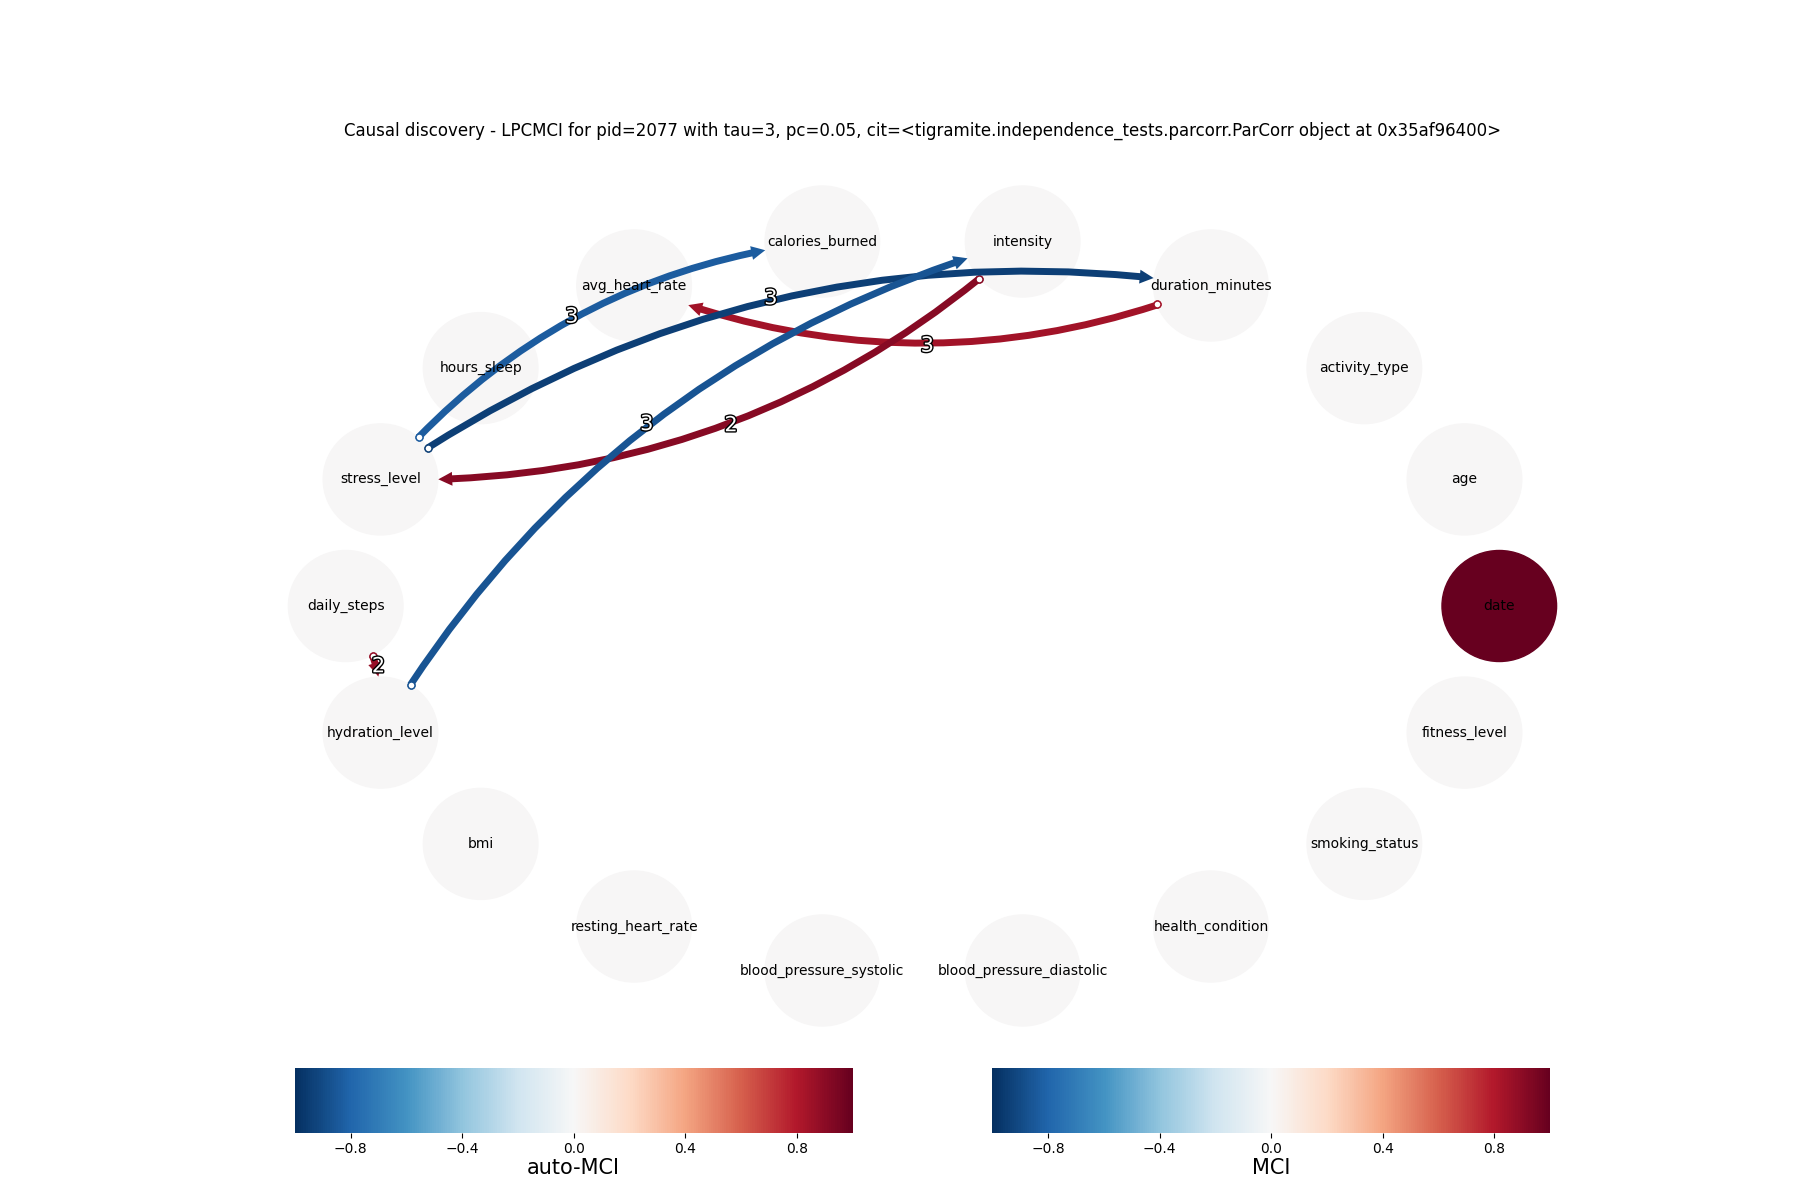 Causal discovery - LPCMCI for pid=2077 with tau=3, pc=0.05, cit=<tigramite.independence_tests.parcorr.ParCorr object at 0x35af96400>
calories_burned
intensity
avg_heart_rate
duration_minutes
3
3
3
hours_sleep
activity_type
3
2
stress_level
age
daily_steps
date
2
hydration_level
fitness_level
bmi
smoking_status
resting_heart_rate
health_condition
blood_pressure_systolic
blood_pressure_diastolic
−0.8 −0.4 0.0 0.4 0.8
auto-MCI
−0.8 −0.4 0.0 0.4 0.8
MCI